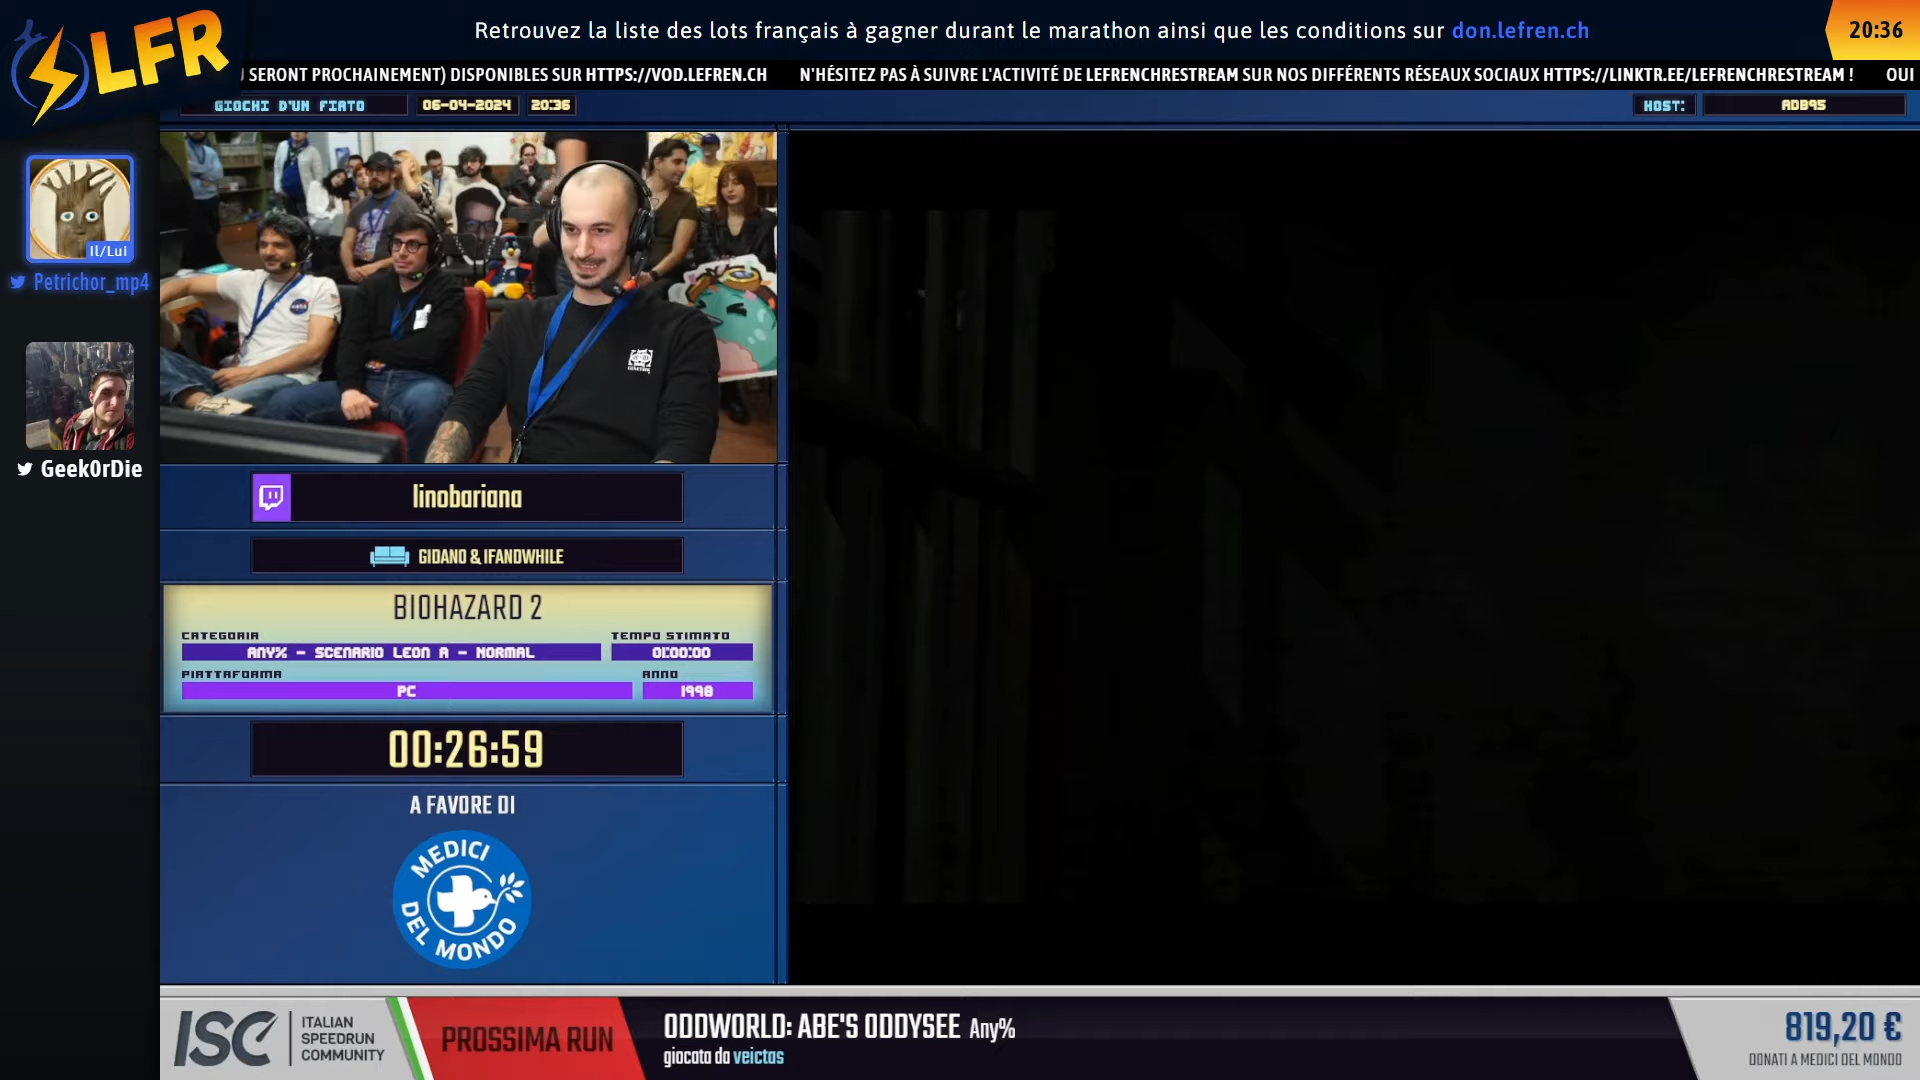 LFR
Retrouvez la liste des lots français à gagner durant le marathon ainsi que les conditions sur don.lefren.ch
20:36
SERONT PROCHAINEMENT) DISPONIBLES SUR HTTPS://VOD.LEFREN.CH N'HÉSITEZ PAS À SUIVRE L'ACTIVITÉ DE LEFRENCHRESTREAM SUR NOS DIFFÉRENTS RÉSEAUX SOCIAUX HTTPS://LINKTR.EE/LEFRENCHRESTREAM ! OUI
GIOCHI D'UN FIATO 06-04-2024 20:36 HOST: ADB95
Il/Lui
Petrichor_mp4
Geek0rDie
NASA
linobariana
GIDANO & IFANDWHILE
BIOHAZARD 2
CATEGORIA TEMPO STIMATO
ANY% - SCENARIO LEON A - NORMAL 01:00:00
PIATTAFORMA ANNO
PC 1998
00:26:59
A FAVORE DI
MEDICI
DEL MONDO
ISC ITALIAN
SPEEDRUN
COMMUNITY
PROSSIMA RUN
ODDWORLD: ABE'S ODDYSEE Any%
giocata da veictas
819,20 €
DONATI A MEDICI DEL MONDO